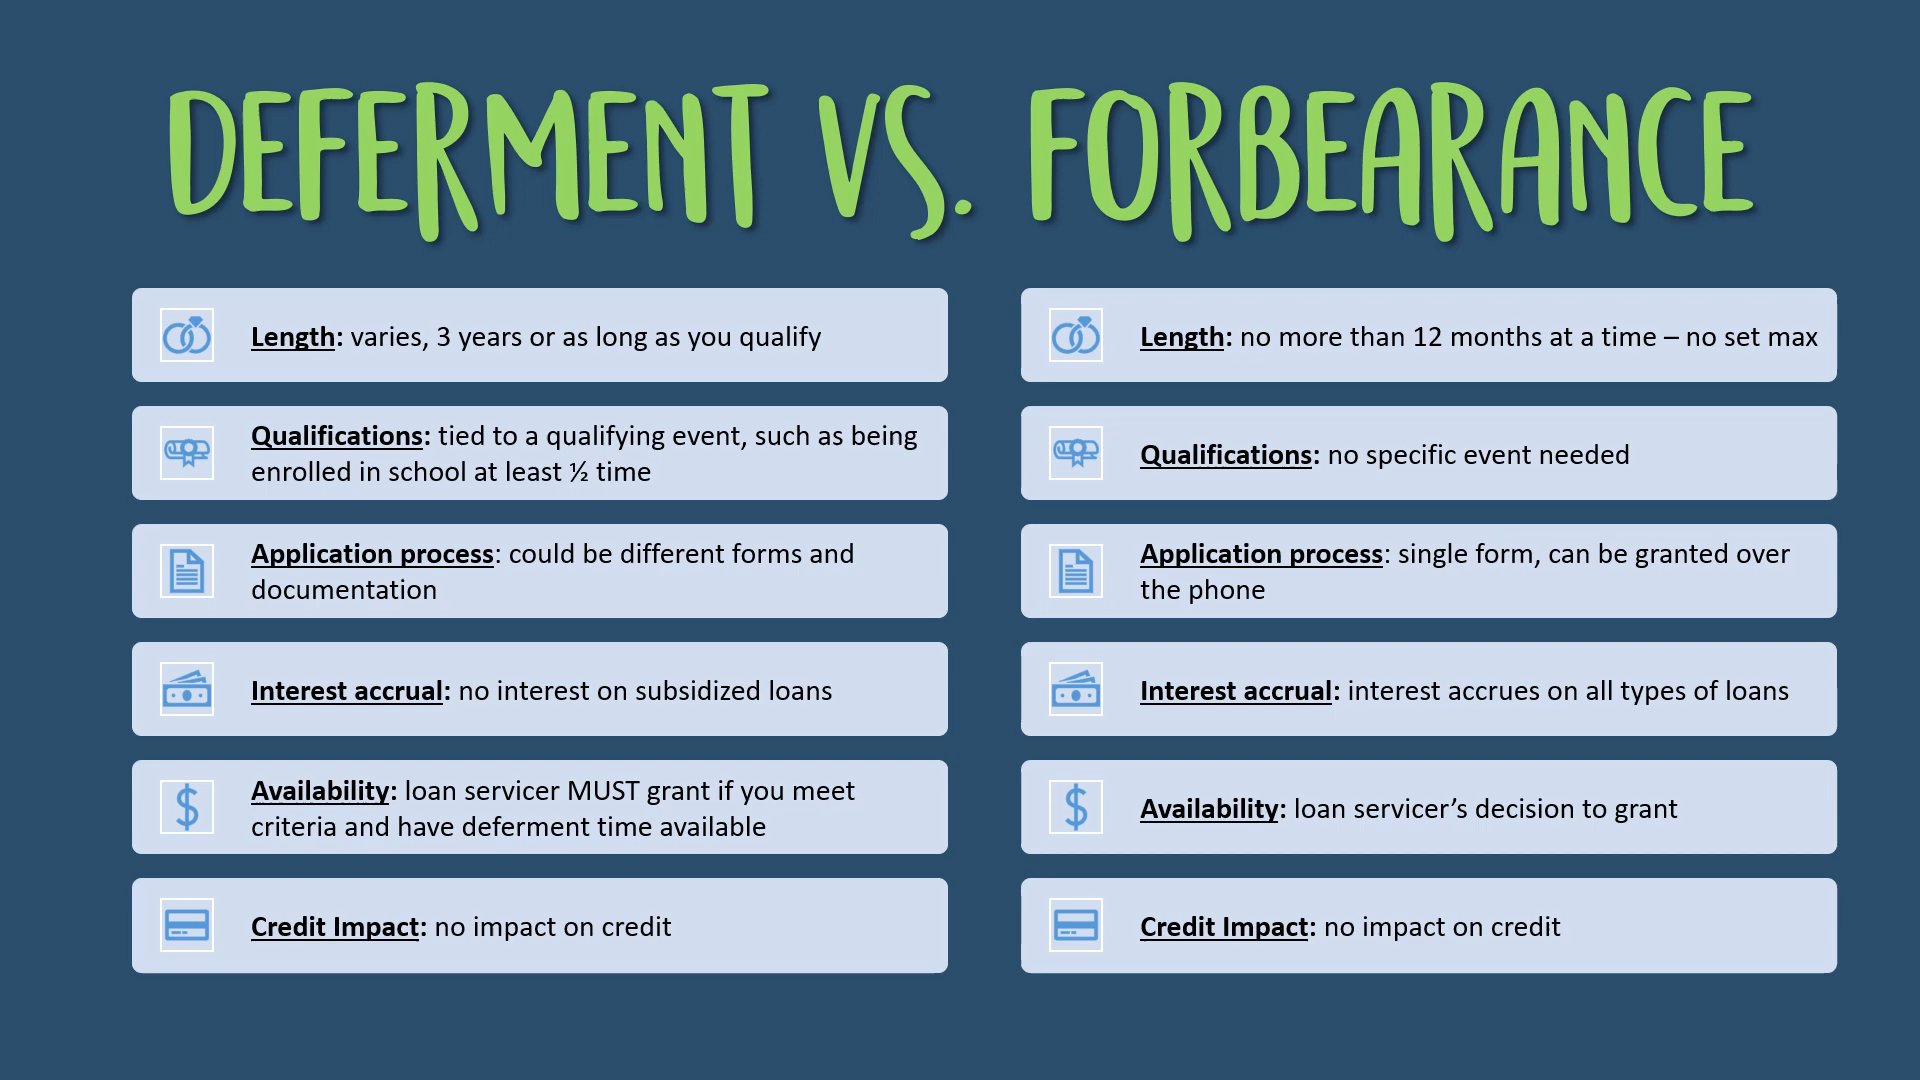 DEFERMENT VS. FORBEARANCE
Length: varies, 3 years or as long as you qualify
Qualifications: tied to a qualifying event, such as being
enrolled in school at least ½ time
Application process: could be different forms and
documentation
Interest accrual: no interest on subsidized loans
Availability: loan servicer MUST grant if you meet
criteria and have deferment time available
Credit Impact: no impact on credit
Length: no more than 12 months at a time – no set max
Qualifications: no specific event needed
Application process: single form, can be granted over
the phone
Interest accrual: interest accrues on all types of loans
Availability: loan servicer’s decision to grant
Credit Impact: no impact on credit